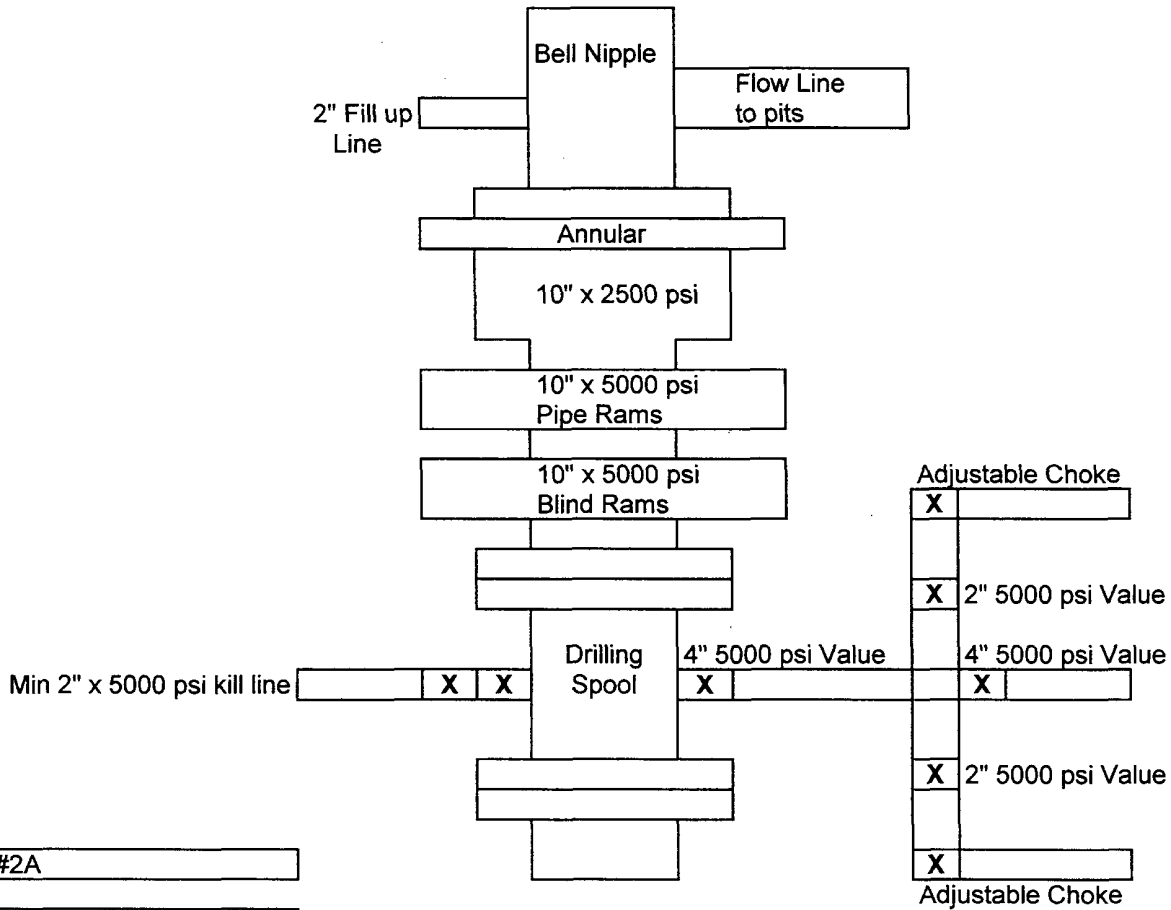 Bell Nipple
Flow Line
to pits
2" Fill up
Line
Annular
10" x 2500 psi
10" x 5000 psi
Pipe Rams
10" x 5000 psi
Blind Rams
Adjustable Choke
X
X 2" 5000 psi Value
Drilling
Spool
4" 5000 psi Value
4" 5000 psi Value
Min 2" x 5000 psi kill line
X X
X
X
X 2" 5000 psi Value
#2A
X
Adjustable Choke